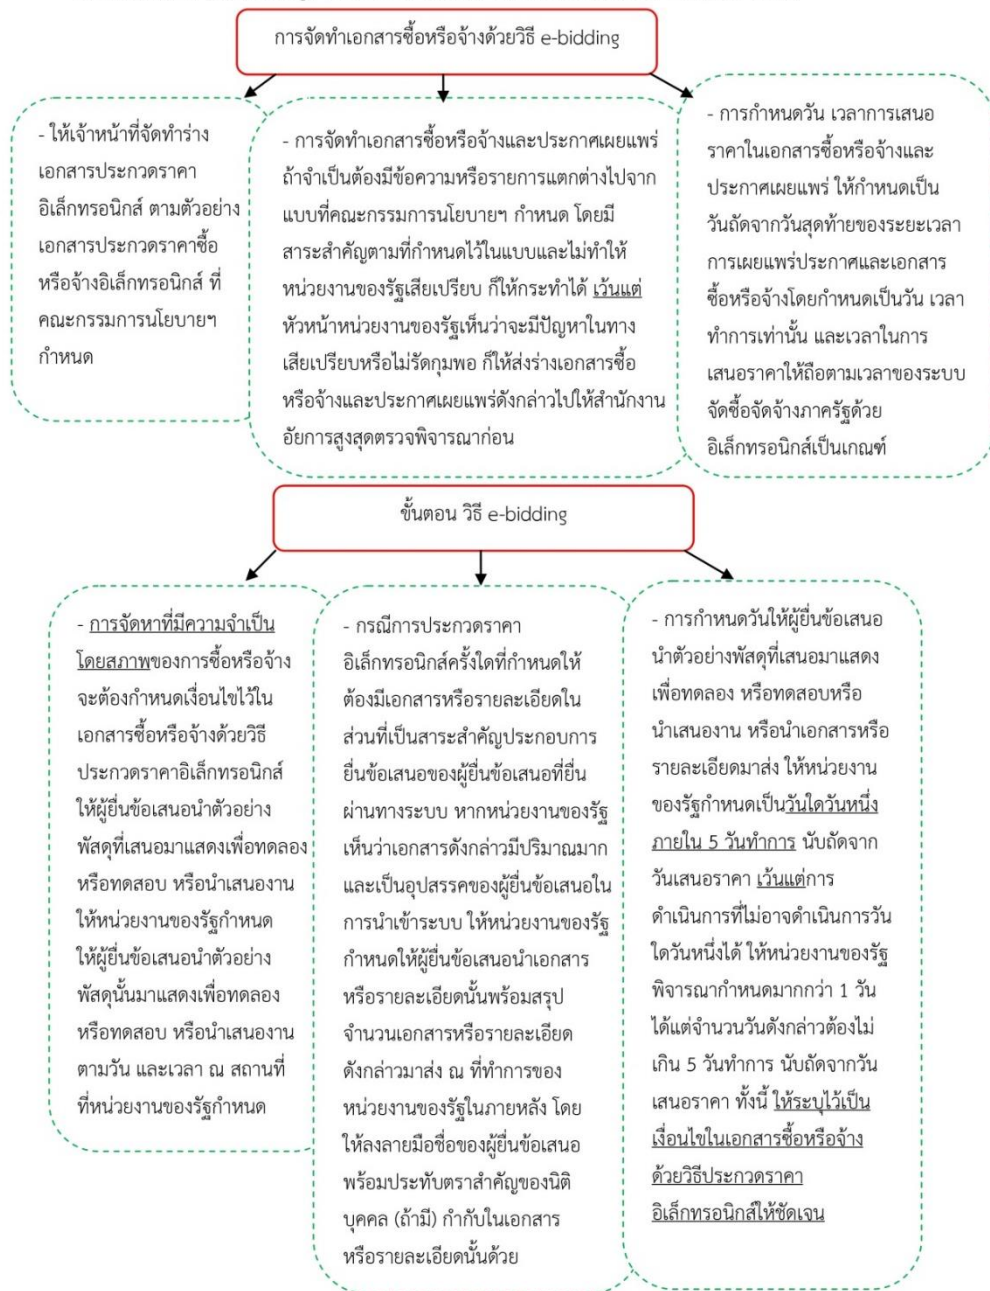 การจัดทำเอกสารซื้อหรือจ้างด้วยวิธี e-bidding
- ให้เจ้าหน้าที่จัดทำร่าง
เอกสารประกวดราคา
อิเล็กทรอนิกส์ ตามตัวอย่าง
เอกสารประกวดราคาซื้อ
หรือจ้างอิเล็กทรอนิกส์ ที่
คณะกรรมการนโยบายฯ
กำหนด
- การจัดทำเอกสารซื้อหรือจ้างและประกาศเผยแพร่
ถ้าจำเป็นต้องมีข้อความหรือรายการแตกต่างไปจาก
แบบที่คณะกรรมการนโยบายฯ กำหนด โดยมี
สาระสำคัญตามที่กำหนดไว้ในแบบและไม่ทำให้
หน่วยงานของรัฐเสียเปรียบ ก็ให้กระทำได้ เว้นแต่
หัวหน้าหน่วยงานของรัฐเห็นว่าจะมีปัญหาในทาง
เสียเปรียบหรือไม่รัดกุมพอ ก็ให้ส่งร่างเอกสารซื้อ
หรือจ้างและประกาศเผยแพร่ดังกล่าวไปให้สำนักงาน
อัยการสูงสุดตรวจพิจารณาก่อน
- การกำหนดวัน เวลาการเสนอ
ราคาในเอกสารซื้อหรือจ้างและ
ประกาศเผยแพร่ ให้กำหนดเป็น
วันถัดจากวันสุดท้ายของระยะเวลา
การเผยแพร่ประกาศและเอกสาร
ซื้อหรือจ้างโดยกำหนดเป็นวัน เวลา
ทำการเท่านั้น และเวลาในการ
เสนอราคาให้ถือตามเวลาของระบบ
จัดซื้อจัดจ้างภาครัฐด้วย
อิเล็กทรอนิกส์เป็นเกณฑ์
ขั้นตอน วิธี e-bidding
- การจัดหาที่มีความจำเป็น
โดยสภาพของการซื้อหรือจ้าง
จะต้องกำหนดเงื่อนไขไว้ใน
เอกสารซื้อหรือจ้างด้วยวิธี
ประกวดราคาอิเล็กทรอนิกส์
ให้ผู้ยื่นข้อเสนอนำตัวอย่าง
พัสดุที่เสนอมาแสดงเพื่อทดลอง
หรือทดสอบ หรือนำเสนองาน
ให้หน่วยงานของรัฐกำหนด
ให้ผู้ยื่นข้อเสนอนำตัวอย่าง
พัสดุนั้นมาแสดงเพื่อทดลอง
หรือทดสอบ หรือนำเสนองาน
ตามวัน และเวลา ณ สถานที่
ที่หน่วยงานของรัฐกำหนด
- กรณีการประกวดราคา
อิเล็กทรอนิกส์ครั้งใดที่กำหนดให้
ต้องมีเอกสารหรือรายละเอียดใน
ส่วนที่เป็นสาระสำคัญประกอบการ
ยื่นข้อเสนอของผู้ยื่นข้อเสนอที่ยื่น
ผ่านทางระบบ หากหน่วยงานของรัฐ
เห็นว่าเอกสารดังกล่าวมีปริมาณมาก
และเป็นอุปสรรคของผู้ยื่นข้อเสนอใน
การนำเข้าระบบ ให้หน่วยงานของรัฐ
กำหนดให้ผู้ยื่นข้อเสนอนำเอกสาร
หรือรายละเอียดนั้นพร้อมสรุป
จำนวนเอกสารหรือรายละเอียด
ดังกล่าวมาส่ง ณ ที่ทำการของ
หน่วยงานของรัฐในภายหลัง โดย
ให้ลงลายมือชื่อของผู้ยื่นข้อเสนอ
พร้อมประทับตราสำคัญของนิติ
บุคคล (ถ้ามี) กำกับในเอกสาร
หรือรายละเอียดนั้นด้วย
- การกำหนดวันให้ผู้ยื่นข้อเสนอ
นำตัวอย่างพัสดุที่เสนอมาแสดง
เพื่อทดลอง หรือทดสอบหรือ
นำเสนองาน หรือนำเอกสารหรือ
รายละเอียดมาส่ง ให้หน่วยงาน
ของรัฐกำหนดเป็นวันใดวันหนึ่ง
ภายใน 5 วันทำการ นับถัดจาก
วันเสนอราคา เว้นแต่การ
ดำเนินการที่ไม่อาจดำเนินการวัน
ใดวันหนึ่งได้ ให้หน่วยงานของรัฐ
พิจารณากำหนดมากกว่า 1 วัน
ได้แต่จำนวนวันดังกล่าวต้องไม่
เกิน 5 วันทำการ นับถัดจากวัน
เสนอราคา ทั้งนี้ ให้ระบุไว้เป็น
เงื่อนไขในเอกสารซื้อหรือจ้าง
ด้วยวิธีประกวดราคา
อิเล็กทรอนิกส์ให้ชัดเจน